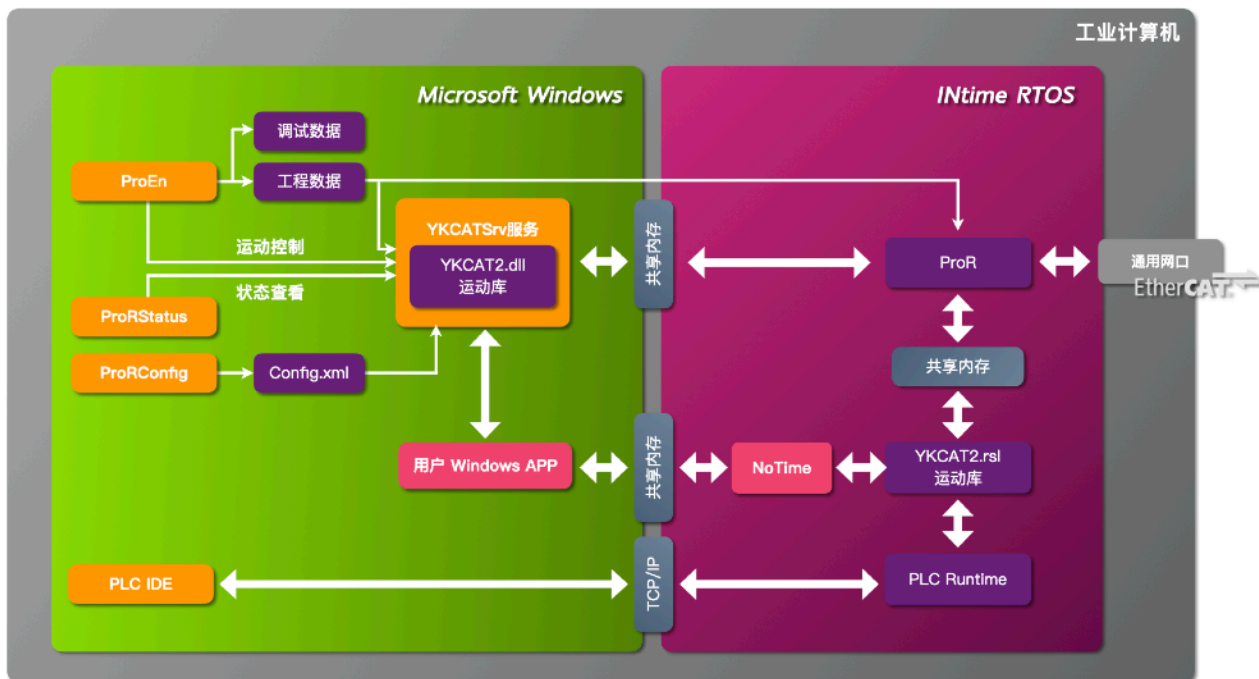 工业计算机
Microsoft Windows
INtime RTOS
调试数据
ProEn
工程数据
YKCATSrv服务
运动控制
YKCAT2.dll
运动库
共享内存
ProR
通用网口
EtherCAT
状态查看
ProRStatus
ProRConfig
Config.xml
共享内存
用户 Windows APP
共享内存
NoTime
YKCAT2.rsl
运动库
PLC IDE
TCP/IP
PLC Runtime